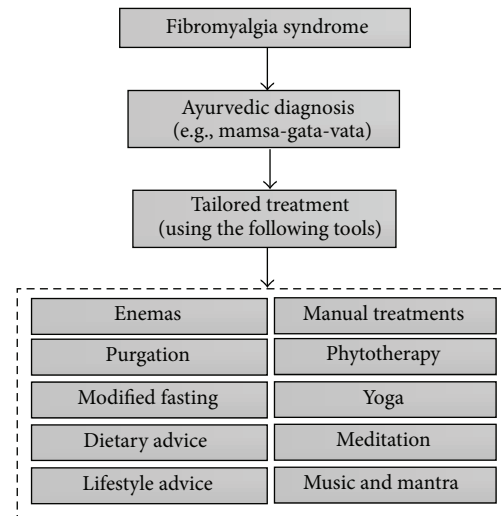 Fibromyalgia syndrome
Ayurvedic diagnosis
(e.g., mamsa-gata-vata)
Tailored treatment
(using the following tools)
Enemas
Manual treatments
Purgation
Phytotherapy
Modified fasting
Yoga
Dietary advice
Meditation
Lifestyle advice
Music and mantra